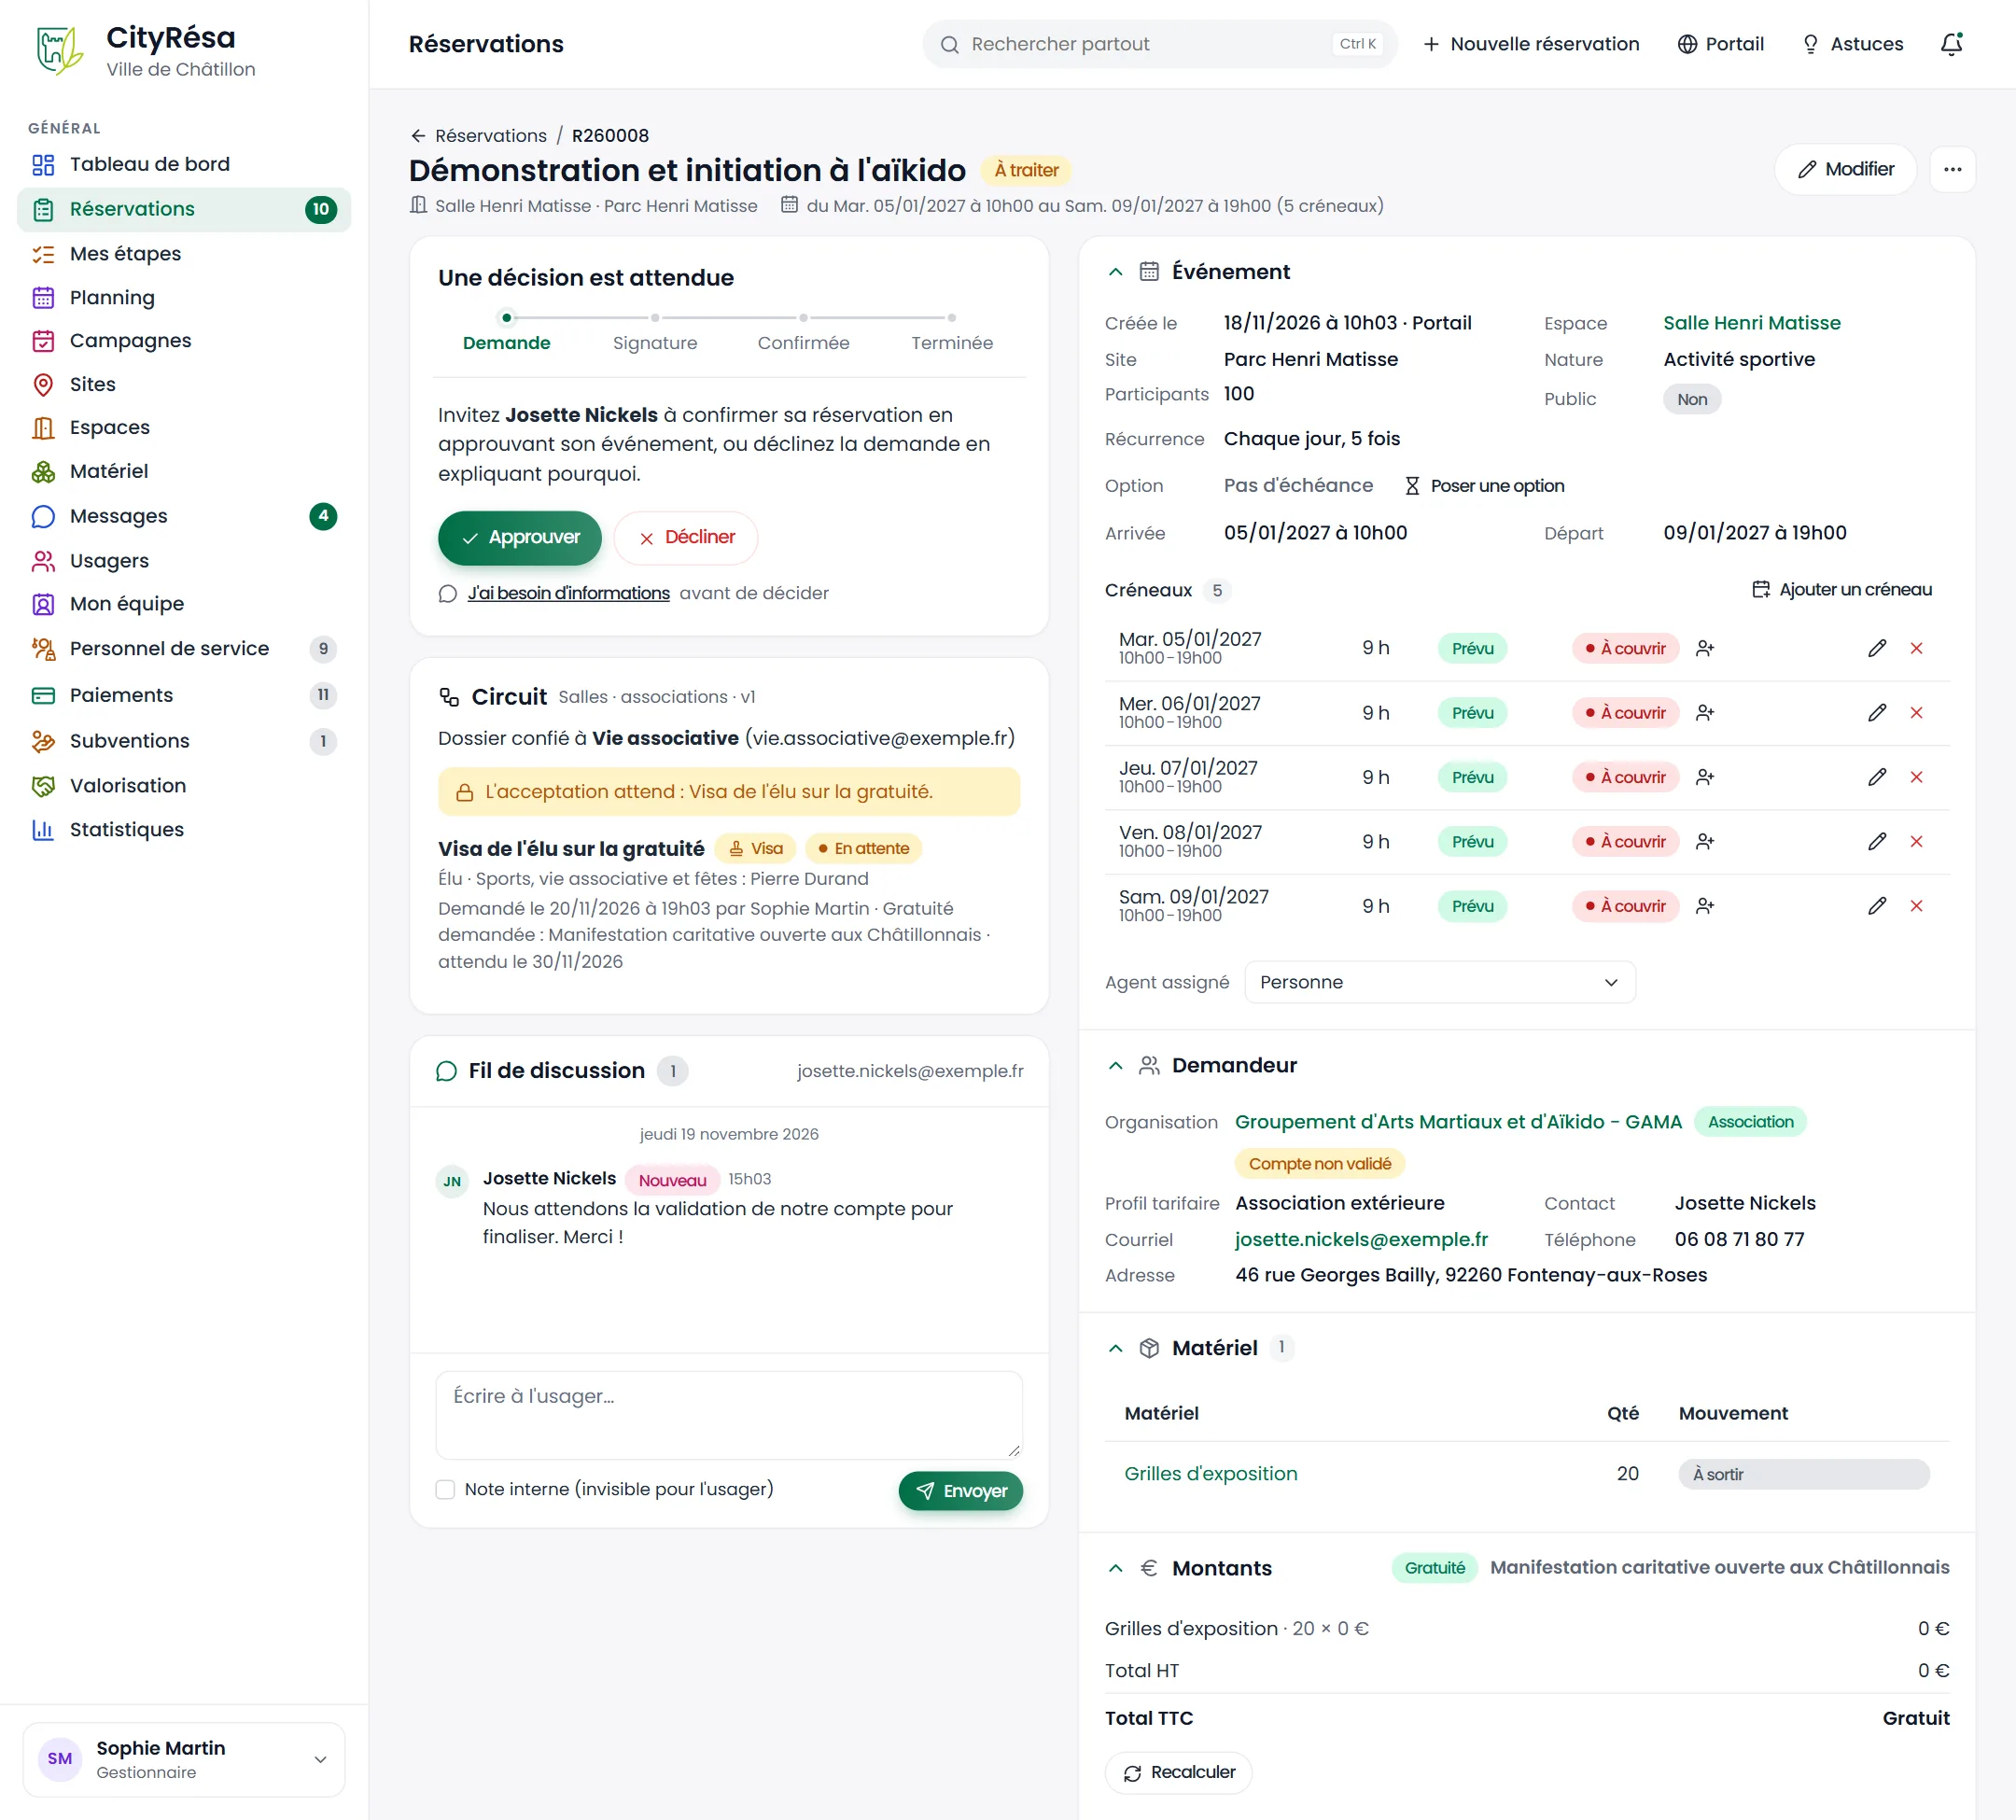 CityRésa
Ville de Châtillon
GÉNÉRAL
Tableau de bord
Réservations 10
Mes étapes
Planning
Campagnes
Sites
Espaces
Matériel
Messages 4
Usagers
Mon équipe
Personnel de service 9
Paiements 11
Subventions 1
Valorisation
Statistiques
SM Sophie Martin
Gestionnaire
Réservations
Rechercher partout Ctrl K
Nouvelle réservation
Portail
Astuces
Réservations / R260008
Démonstration et initiation à l'aïkido À traiter
Salle Henri Matisse · Parc Henri Matisse du Mar. 05/01/2027 à 10h00 au Sam. 09/01/2027 à 19h00 (5 créneaux)
Modifier
Une décision est attendue
Demande Signature Confirmée Terminée
Invitez Josette Nickels à confirmer sa réservation en
approuvant son événement, ou déclinez la demande en
expliquant pourquoi.
Approuver Décliner
J'ai besoin d'informations avant de décider
Circuit Salles · associations · v1
Dossier confié à Vie associative (vie.associative@exemple.fr)
L'acceptation attend : Visa de l'élu sur la gratuité.
Visa de l'élu sur la gratuité Visa En attente
Élu · Sports, vie associative et fêtes : Pierre Durand
Demandé le 20/11/2026 à 19h03 par Sophie Martin · Gratuité
demandée : Manifestation caritative ouverte aux Châtillonnais ·
attendu le 30/11/2026
Fil de discussion 1 josette.nickels@exemple.fr
jeudi 19 novembre 2026
JN Josette Nickels Nouveau 15h03
Nous attendons la validation de notre compte pour
finaliser. Merci !
Écrire à l'usager...
Note interne (invisible pour l'usager) Envoyer
Événement
Créée le 18/11/2026 à 10h03 · Portail Espace Salle Henri Matisse
Site Parc Henri Matisse Nature Activité sportive
Participants 100 Public Non
Récurrence Chaque jour, 5 fois
Option Pas d'échéance Poser une option
Arrivée 05/01/2027 à 10h00 Départ 09/01/2027 à 19h00
Créneaux 5 Ajouter un créneau
Mar. 05/01/2027
10h00-19h00 9 h Prévu À couvrir
Mer. 06/01/2027
10h00-19h00 9 h Prévu À couvrir
Jeu. 07/01/2027
10h00-19h00 9 h Prévu À couvrir
Ven. 08/01/2027
10h00-19h00 9 h Prévu À couvrir
Sam. 09/01/2027
10h00-19h00 9 h Prévu À couvrir
Agent assigné Personne
Demandeur
Organisation Groupement d'Arts Martiaux et d'Aïkido - GAMA Association
Compte non validé
Profil tarifaire Association extérieure Contact Josette Nickels
Courriel josette.nickels@exemple.fr Téléphone 06 08 71 80 77
Adresse 46 rue Georges Bailly, 92260 Fontenay-aux-Roses
Matériel 1
Matériel Qté Mouvement
Grilles d'exposition 20 À sortir
€ Montants Gratuité Manifestation caritative ouverte aux Châtillonnais
Grilles d'exposition · 20 × 0 € 0 €
Total HT 0 €
Total TTC Gratuit
Recalculer